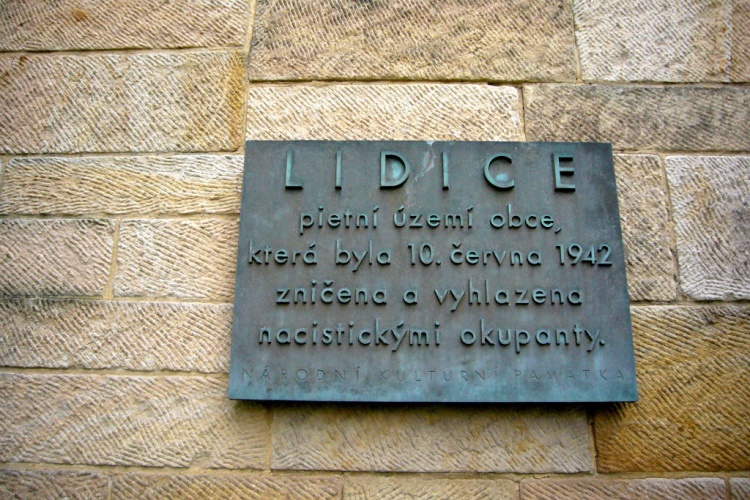 LIDICE
pietní území obce,
která byla 10. června 1942
zničena a vyhlazena
nacistickými okupanty.
NÁRODNÍ KULTURNÍ PAMÁTKA